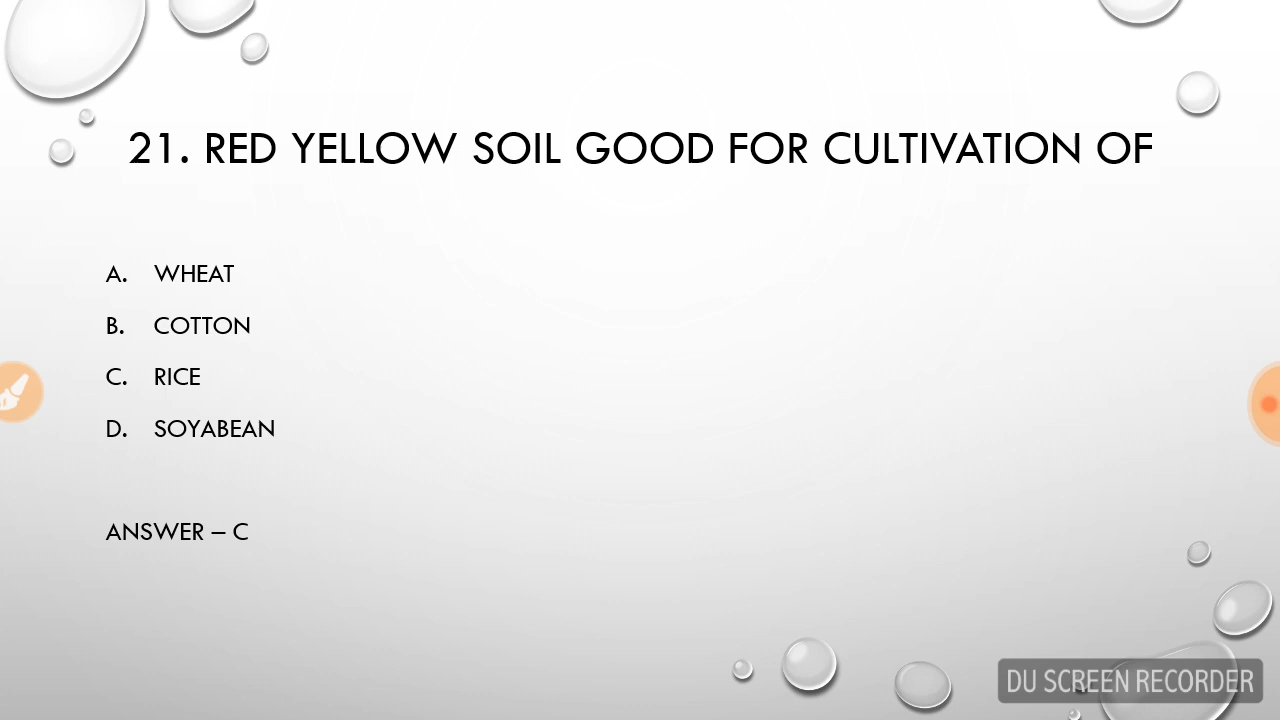 21. RED YELLOW SOIL GOOD FOR CULTIVATION OF
A. WHEAT
B. COTTON
C. RICE
D. SOYABEAN
ANSWER – C
DU SCREEN RECORDER